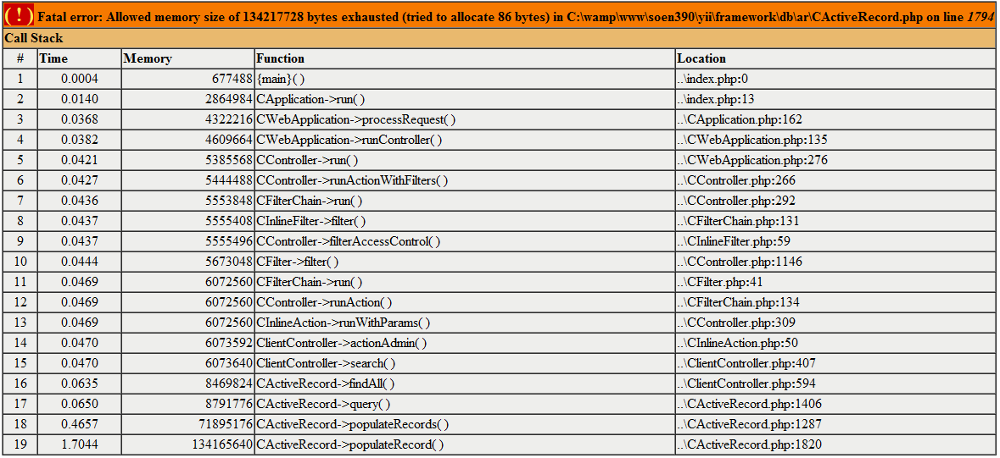 ( ! ) Fatal error: Allowed memory size of 134217728 bytes exhausted (tried to allocate 86 bytes) in C:\wamp\www\soen390\yii\framework\db\ar\CActiveRecord.php on line 1794
Call Stack
# Time Memory Function Location
1 0.0004 677488 {main}( ) ..\index.php:0
2 0.0140 2864984 CApplication->run( ) ..\index.php:13
3 0.0368 4322216 CWebApplication->processRequest( ) ..\CApplication.php:162
4 0.0382 4609664 CWebApplication->runController( ) ..\CWebApplication.php:135
5 0.0421 5385568 CController->run( ) ..\CWebApplication.php:276
6 0.0427 5444488 CController->runActionWithFilters( ) ..\CController.php:266
7 0.0436 5553848 CFilterChain->run( ) ..\CController.php:292
8 0.0437 5555408 CInlineFilter->filter( ) ..\CFilterChain.php:131
9 0.0437 5555496 CController->filterAccessControl( ) ..\CInlineFilter.php:59
10 0.0444 5673048 CFilter->filter( ) ..\CController.php:1146
11 0.0469 6072560 CFilterChain->run( ) ..\CFilter.php:41
12 0.0469 6072560 CController->runAction( ) ..\CFilterChain.php:134
13 0.0469 6072560 CInlineAction->runWithParams( ) ..\CController.php:309
14 0.0470 6073592 ClientController->actionAdmin( ) ..\CInlineAction.php:50
15 0.0470 6073640 ClientController->search( ) ..\ClientController.php:407
16 0.0635 8469824 CActiveRecord->findAll( ) ..\ClientController.php:594
17 0.0650 8791776 CActiveRecord->query( ) ..\CActiveRecord.php:1406
18 0.4657 71895176 CActiveRecord->populateRecords( ) ..\CActiveRecord.php:1287
19 1.7044 134165640 CActiveRecord->populateRecord( ) ..\CActiveRecord.php:1820